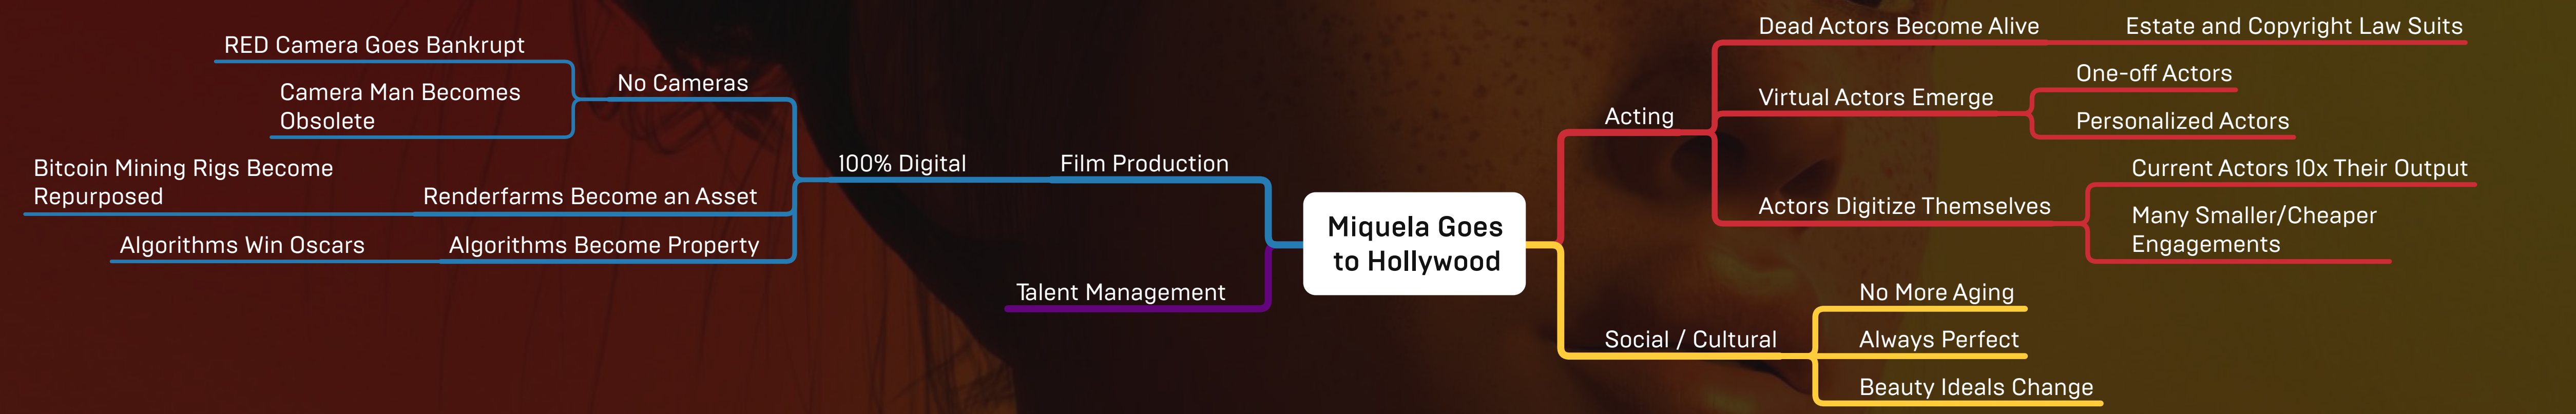 RED Camera Goes Bankrupt
Camera Man Becomes
Obsolete
No Cameras
Bitcoin Mining Rigs Become
Repurposed
Renderfarms Become an Asset
Algorithms Win Oscars
Algorithms Become Property
100% Digital
Film Production
Talent Management
Miquela Goes
to Hollywood
Acting
Dead Actors Become Alive
Estate and Copyright Law Suits
Virtual Actors Emerge
One-off Actors
Personalized Actors
Actors Digitize Themselves
Current Actors 10x Their Output
Many Smaller/Cheaper
Engagements
Social / Cultural
No More Aging
Always Perfect
Beauty Ideals Change